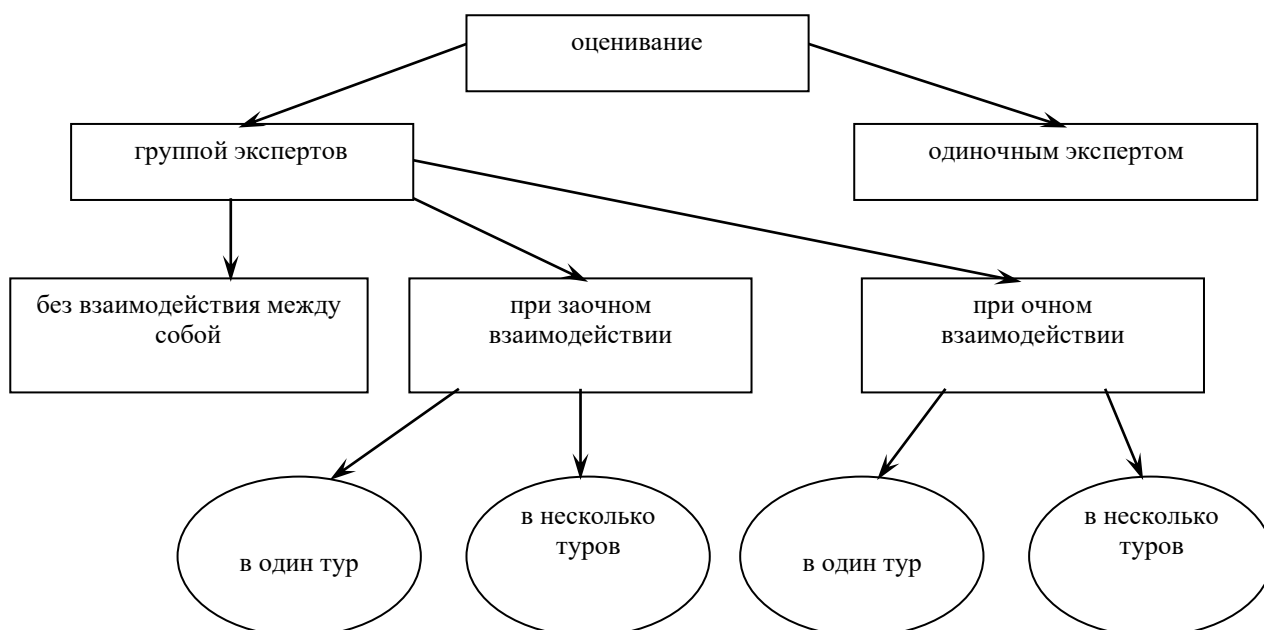 оценивание
группой экспертов
одиночным экспертом
без взаимодействия между
собой
при заочном
взаимодействии
при очном
взаимодействии
в один тур
в несколько
туров
в один тур
в несколько
туров